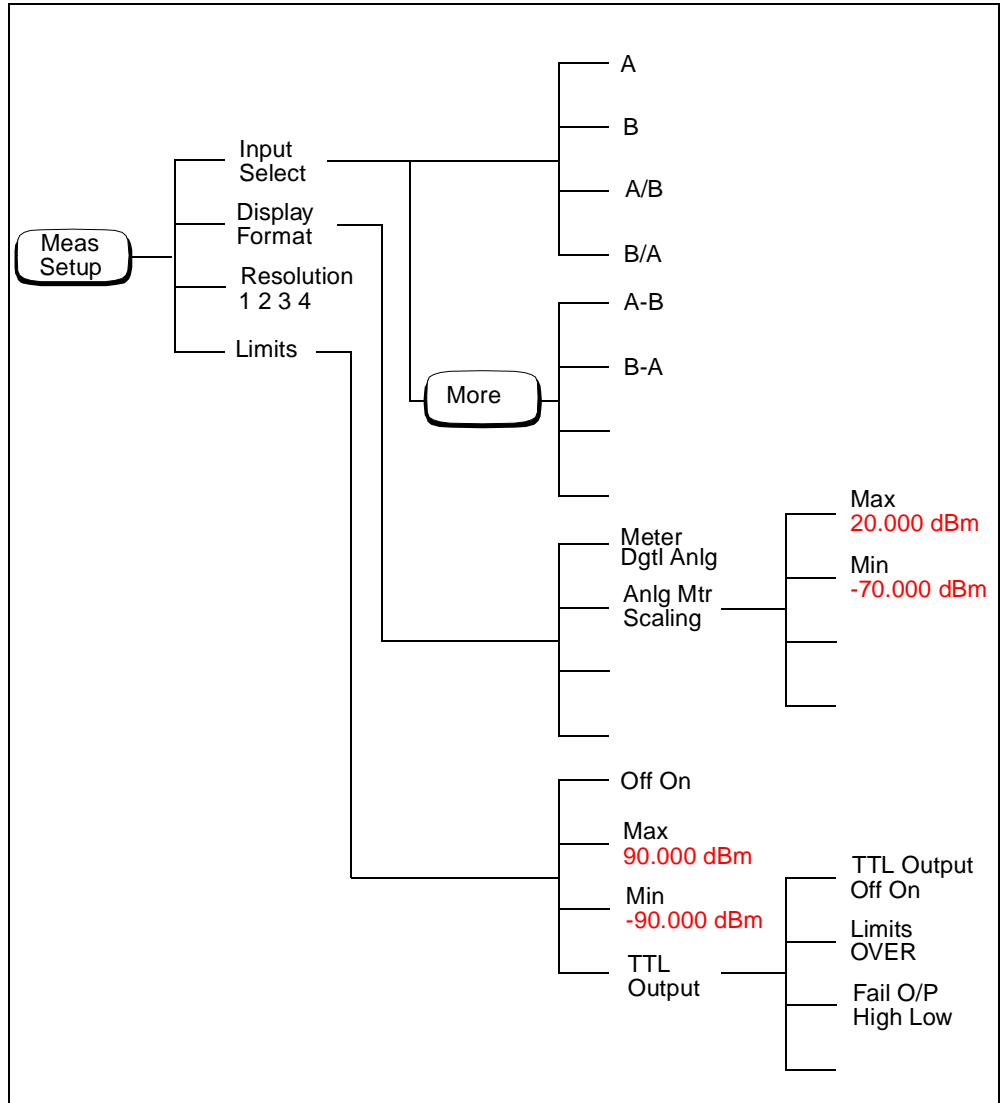 Meas
Setup
Input
Select
Display
Format
Resolution
1 2 3 4
Limits
A
B
A/B
B/A
More
A-B
B-A
Meter
Dgtl Anlg
Anlg Mtr
Scaling
Max
20.000 dBm
Min
-70.000 dBm
Off On
Max
90.000 dBm
Min
-90.000 dBm
TTL
Output
TTL Output
Off On
Limits
OVER
Fail O/P
High Low